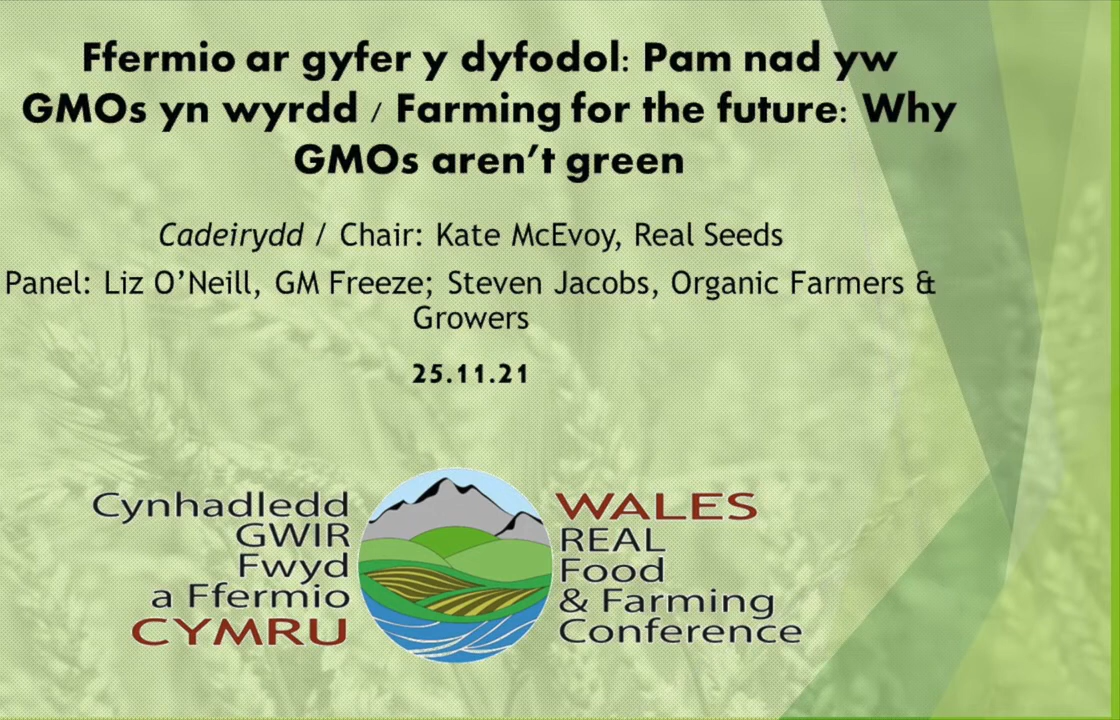 Ffermio ar gyfer y dyfodol: Pam nad yw
GMOs yn wyrdd / Farming for the future: Why
GMOs aren't green
Cadeirydd / Chair: Kate McEvoy, Real Seeds
Panel: Liz O'Neill, GM Freeze; Steven Jacobs, Organic Farmers &
Growers
25.11.21
Cynhadledd
GWIR
Fwyd
a Ffermio
CYMRU
WALES
REAL
Food
& Farming
Conference